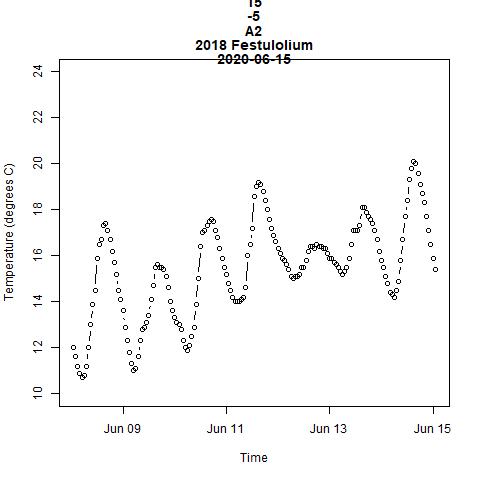 15
-5
A2
2018 Festulolium
2020-06-15
24
22
20
18
16
14
12
10
Temperature (degrees C)
Jun 09
Jun 11
Jun 13
Jun 15
Time